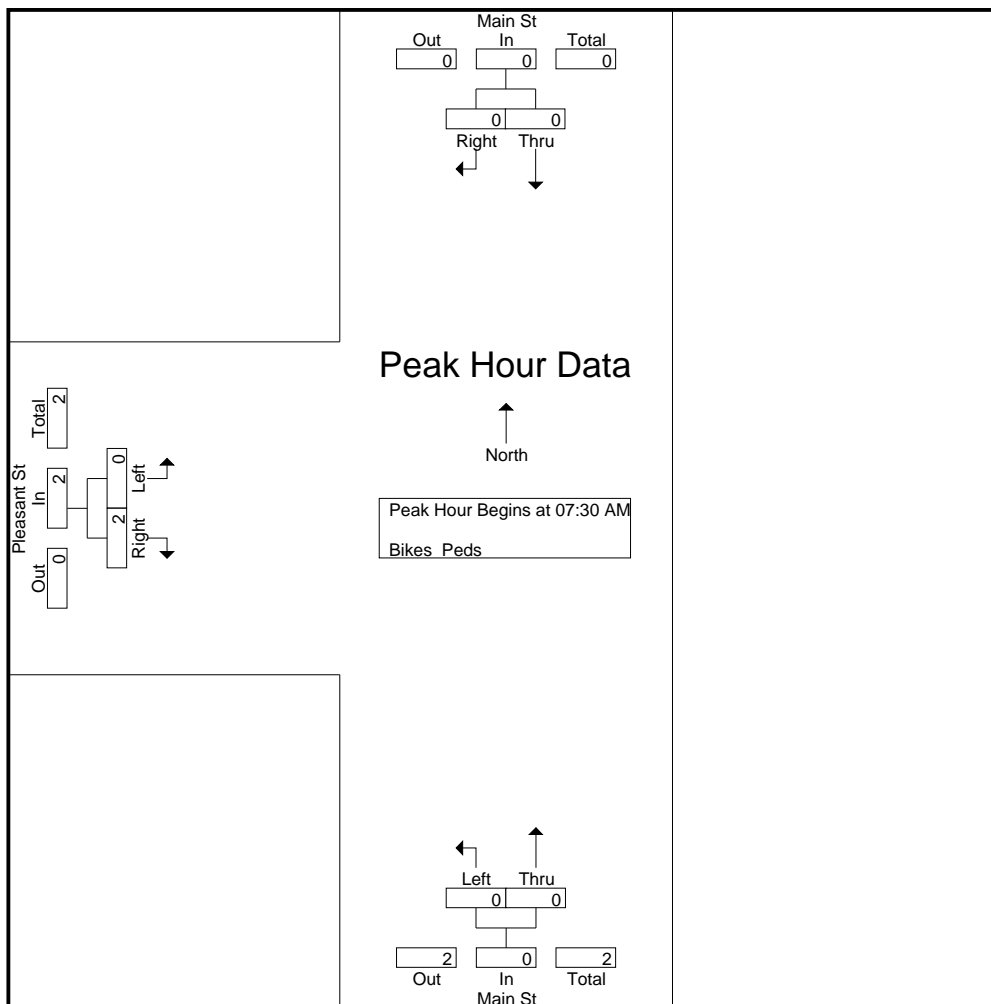 Main St
Out In Total
0 0 0
0 0
Right Thru
Peak Hour Data
North
Peak Hour Begins at 07:30 AM
Bikes Peds
Pleasant St
Out In Total
0 2 2
2 0
Right Left
Left Thru
0 0
2 0 2
Out In Total
Main St